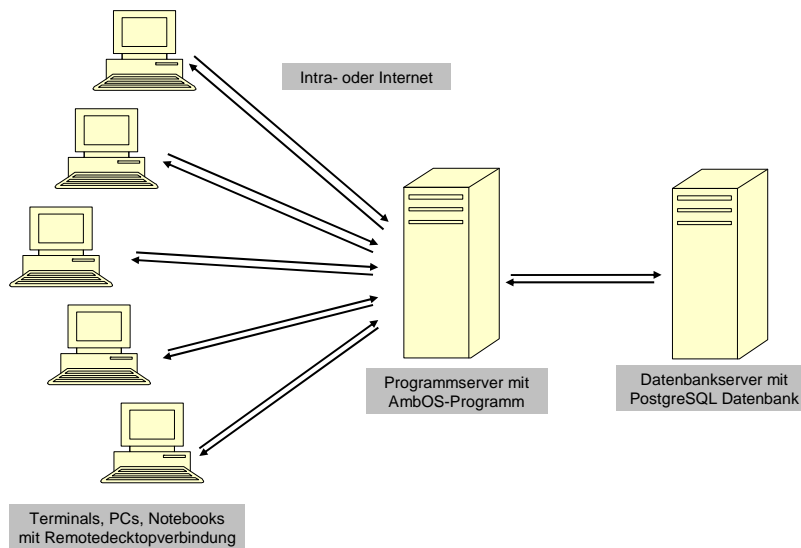 Intra- oder Internet
Programmserver mit
AmbOS-Programm
Datenbankserver mit
PostgreSQL Datenbank
Terminals, PCs, Notebooks
mit Remotedecktopverbindung